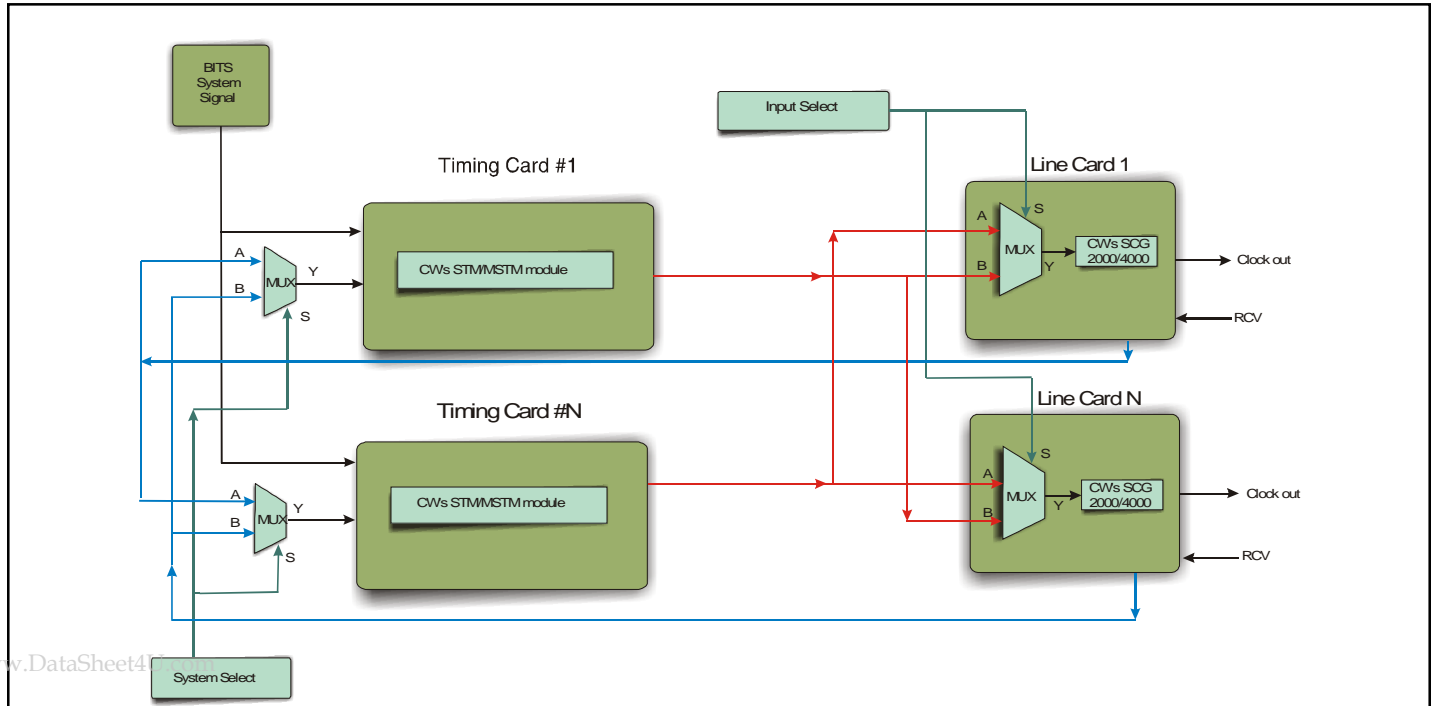 BITS
System
Signal
Input Select
Timing Card #1
Line Card 1
A
MUX
Y
B
S
CWs STM/MSTM module
A
S
MUX
B
Y
CWs SCG
2000/4000
Clock out
RCV
Timing Card #N
Line Card N
A
MUX
Y
B
S
CWs STM/MSTM module
A
S
MUX
B
Y
CWs SCG
2000/4000
Clock out
RCV
System Select
w.DataSheet4U.com